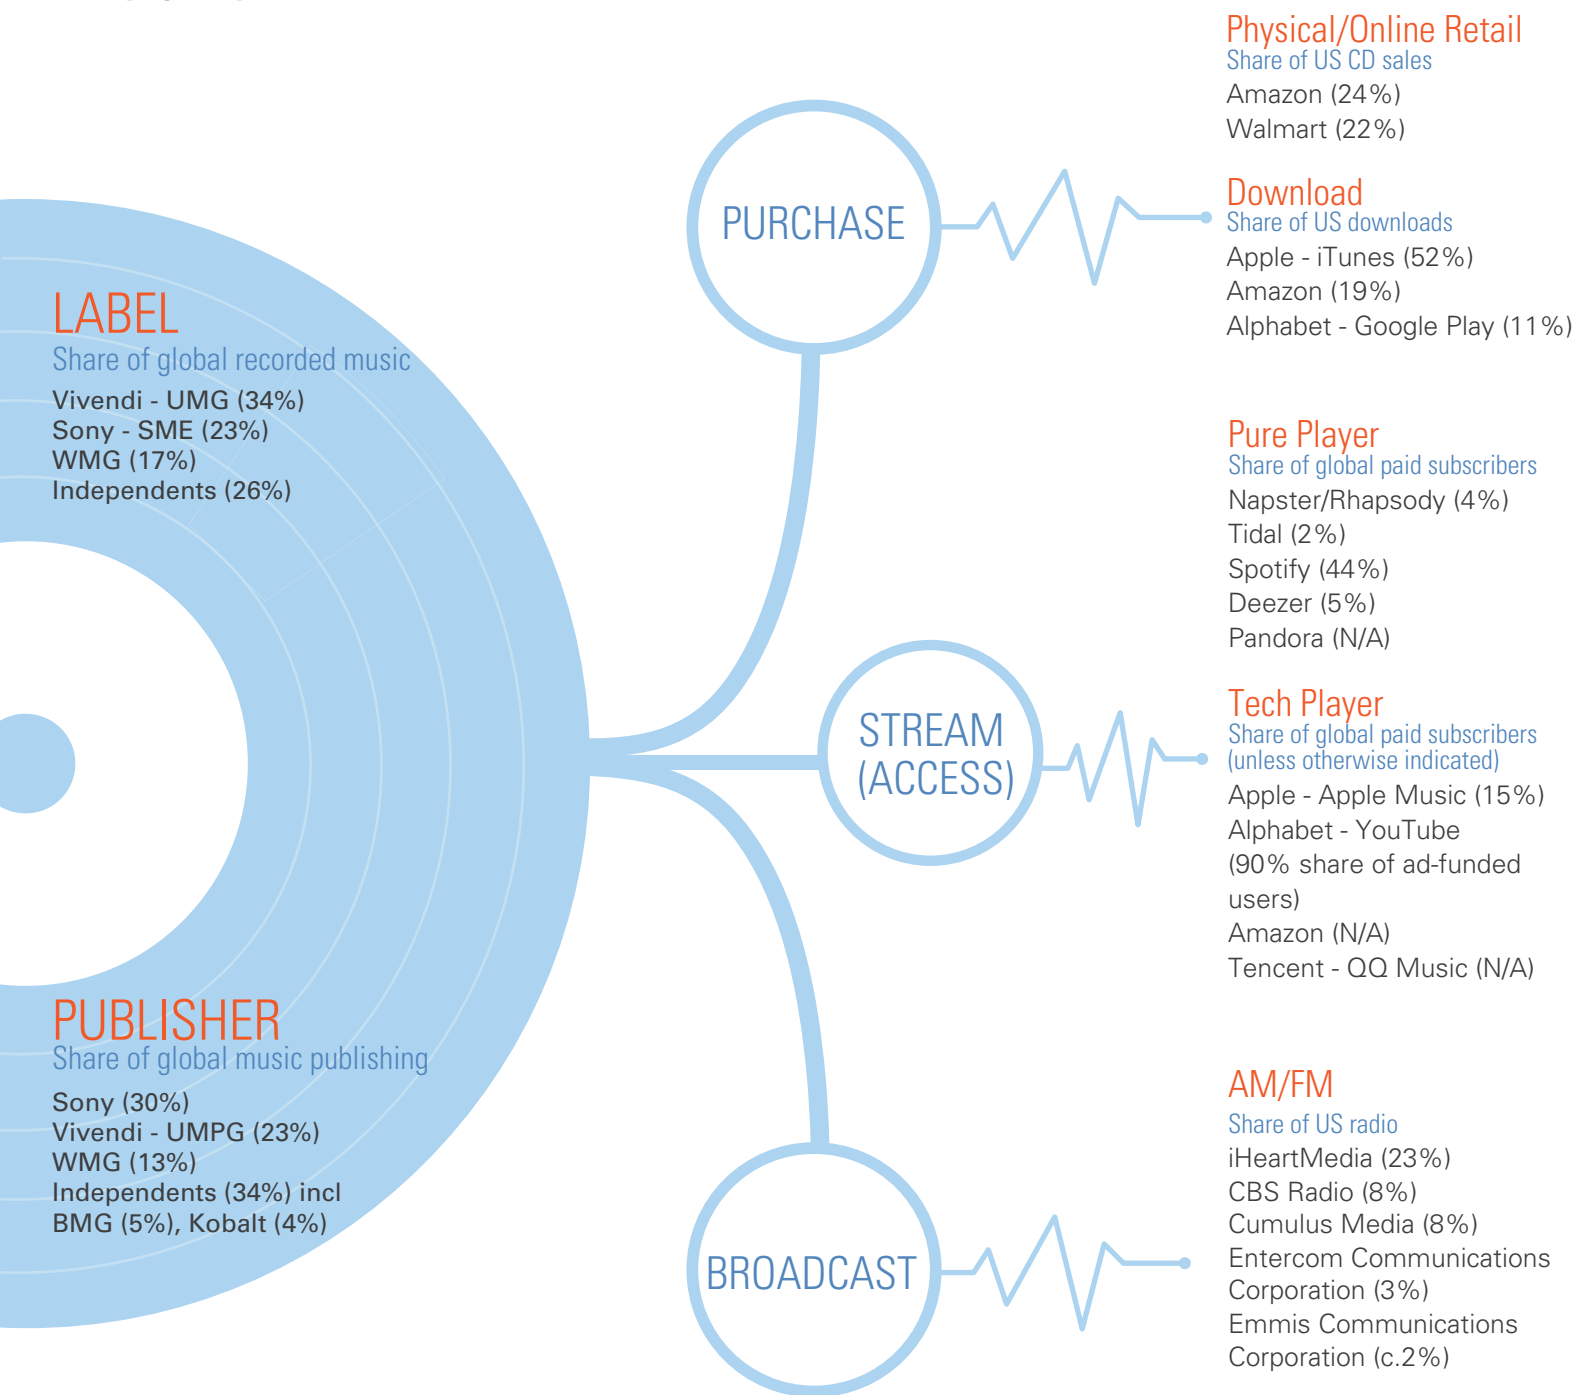 LABEL
Share of global recorded music
Vivendi - UMG (34%)
Sony - SME (23%)
WMG (17%)
Independents (26%)
PUBLISHER
Share of global music publishing
Sony (30%)
Vivendi - UMPG (23%)
WMG (13%)
Independents (34%) incl
BMG (5%), Kobalt (4%)
PURCHASE
Physical/Online Retail
Share of US CD sales
Amazon (24%)
Walmart (22%)
Download
Share of US downloads
Apple - iTunes (52%)
Amazon (19%)
Alphabet - Google Play (11%)
STREAM
(ACCESS)
Pure Player
Share of global paid subscribers
Napster/Rhapsody (4%)
Tidal (2%)
Spotify (44%)
Deezer (5%)
Pandora (N/A)
Tech Player
Share of global paid subscribers
(unless otherwise indicated)
Apple - Apple Music (15%)
Alphabet - YouTube
(90% share of ad-funded
users)
Amazon (N/A)
Tencent - QQ Music (N/A)
BROADCAST
AM/FM
Share of US radio
iHeartMedia (23%)
CBS Radio (8%)
Cumulus Media (8%)
Entercom Communications
Corporation (3%)
Emmis Communications
Corporation (c.2%)